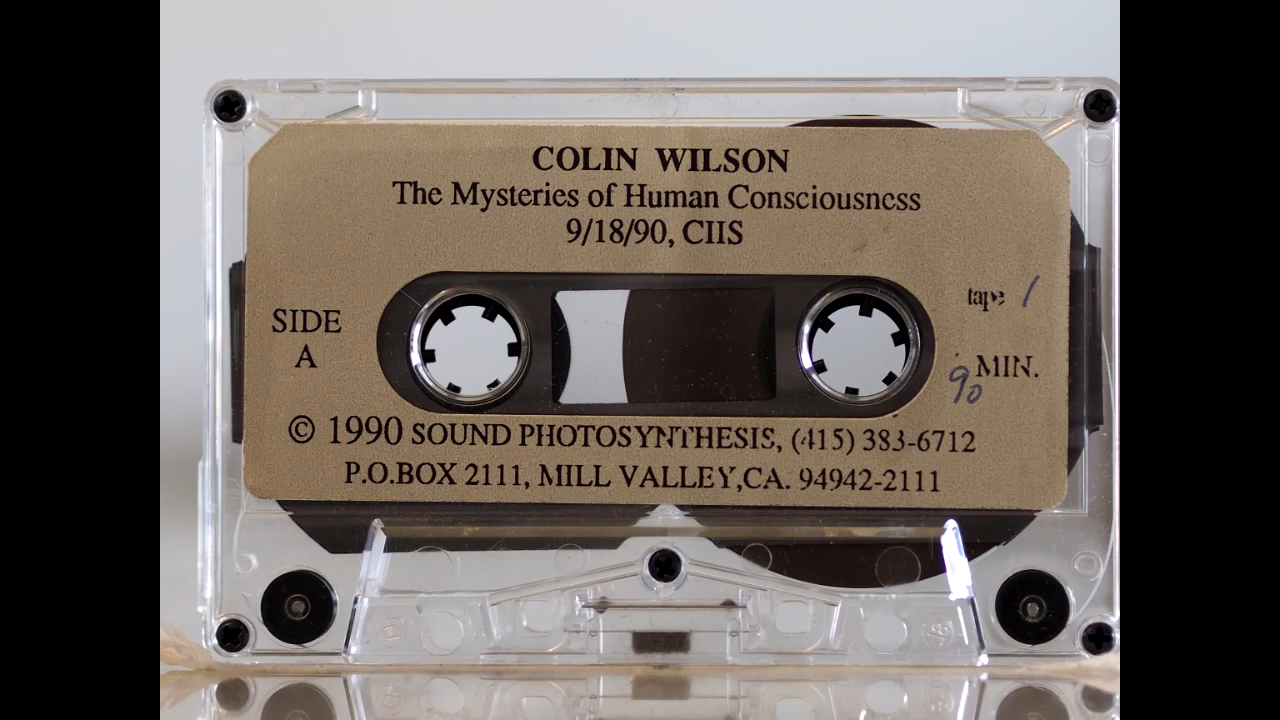 COLIN WILSON
The Mysteries of Human Consciousness
9/18/90, CIIS
SIDE
A
tape 1
90 MIN.
© 1990 SOUND PHOTOSYNTHESIS, (415) 383-6712
P.O.BOX 2111, MILL VALLEY,CA. 94942-2111